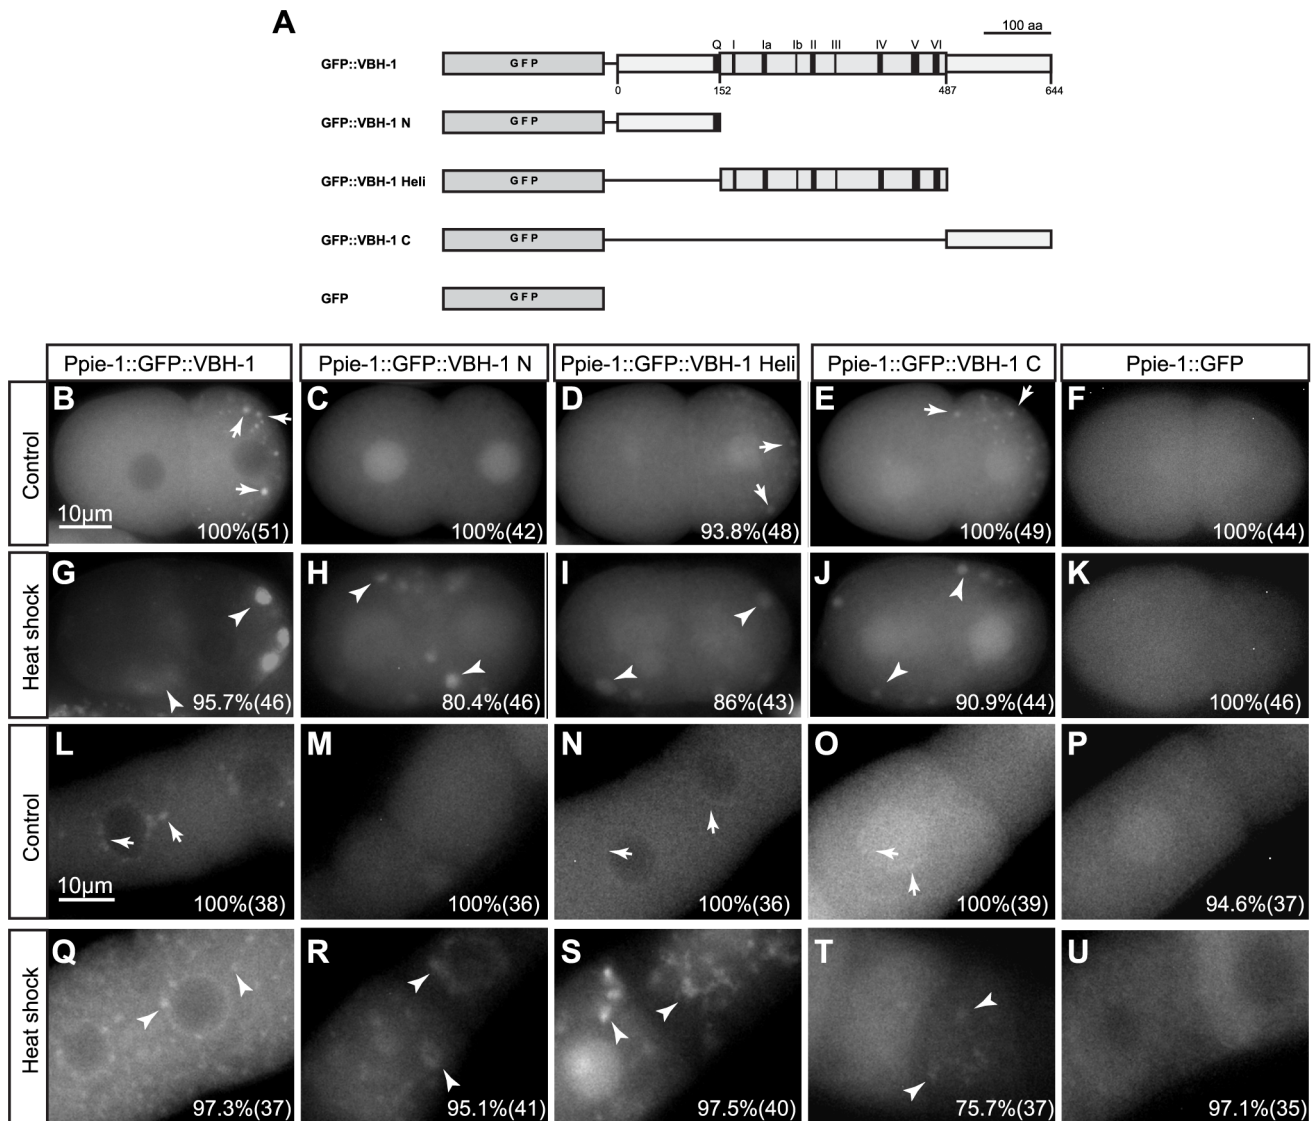 A
100 aa
Q I Ia Ib II III IV V VI
GFP::VBH-1
GFP
0 152 487 644
GFP::VBH-1 N
GFP
GFP::VBH-1 Heli
GFP
GFP::VBH-1 C
GFP
GFP
GFP
Ppie-1::GFP::VBH-1
Ppie-1::GFP::VBH-1 N
Ppie-1::GFP::VBH-1 Heli
Ppie-1::GFP::VBH-1 C
Ppie-1::GFP
Control
B
10µm
100%(51)
C
100%(42)
D
93.8%(48)
E
100%(49)
F
100%(44)
Heat shock
G
95.7%(46)
H
80.4%(46)
I
86%(43)
J
90.9%(44)
K
100%(46)
Control
L
10µm
100%(38)
M
100%(36)
N
100%(36)
O
100%(39)
P
94.6%(37)
Heat shock
Q
97.3%(37)
R
95.1%(41)
S
97.5%(40)
T
75.7%(37)
U
97.1%(35)